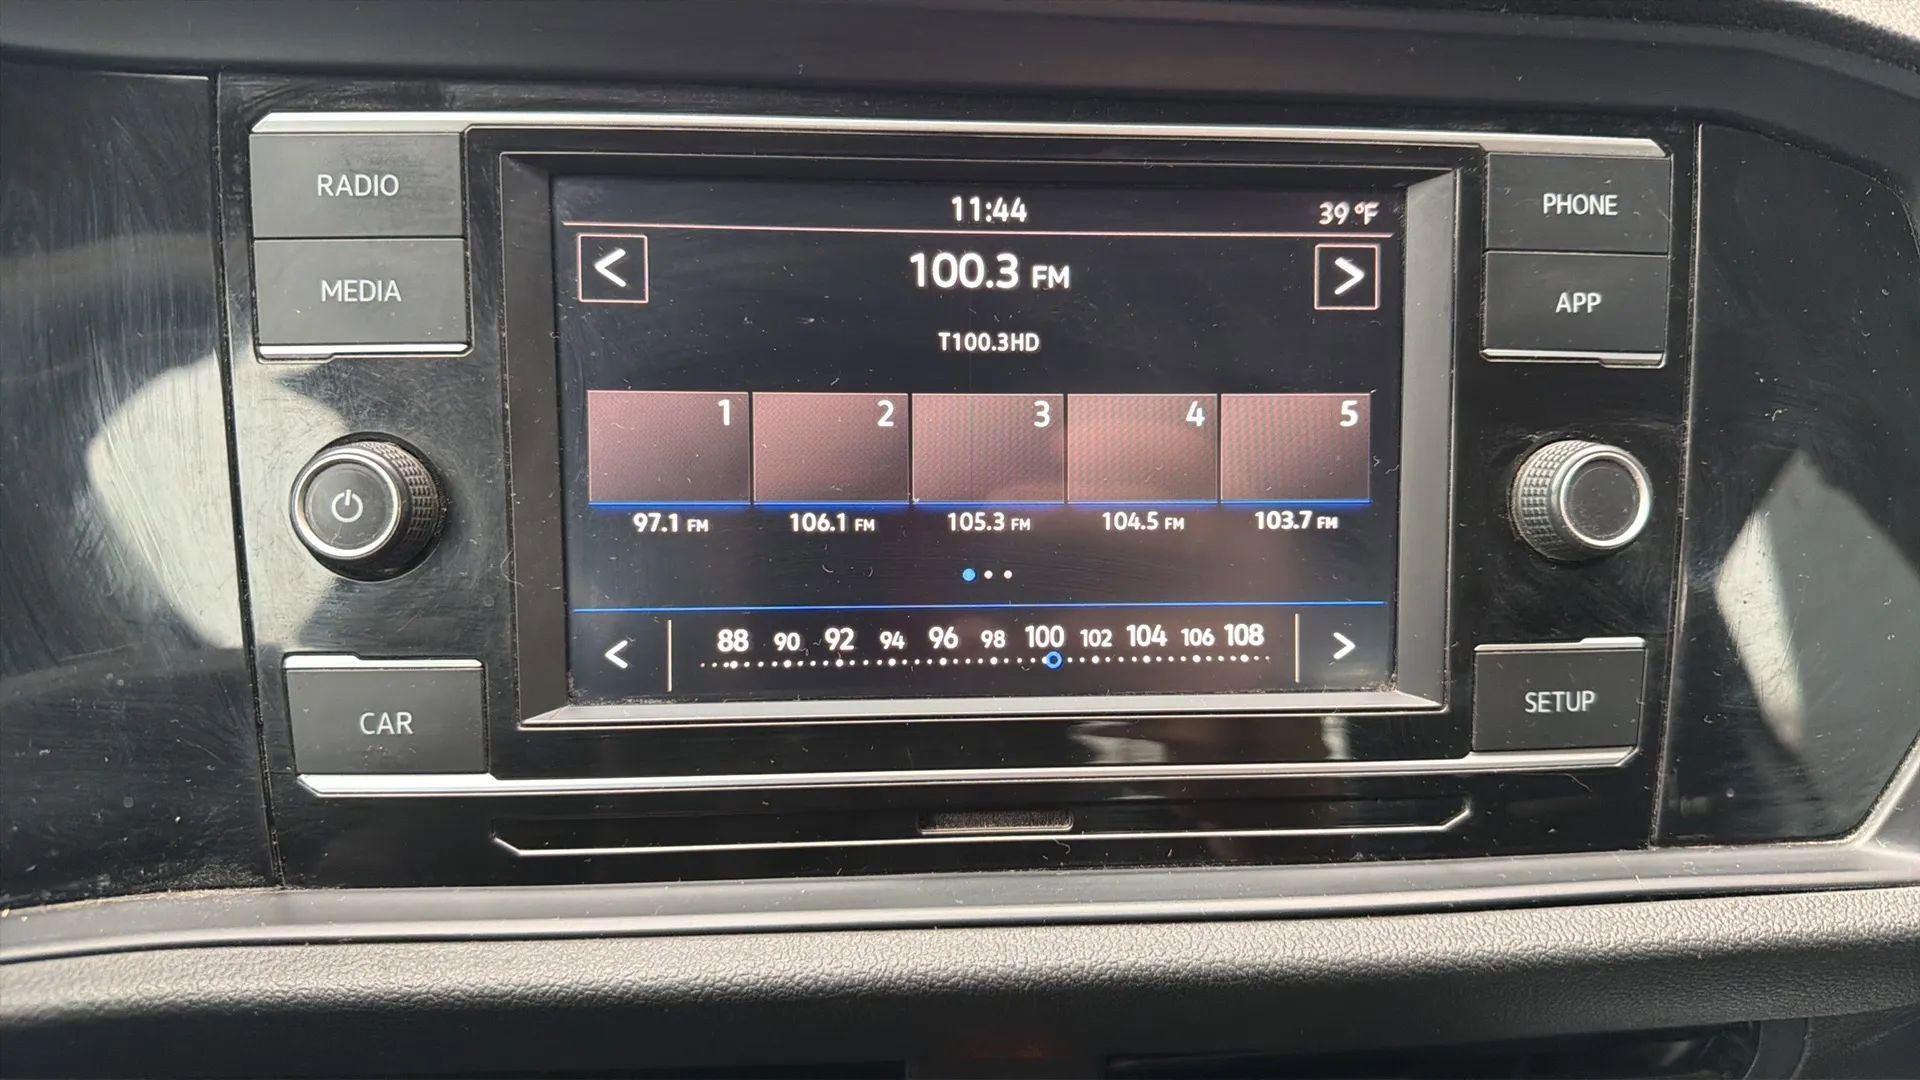 RADIO
MEDIA
CAR
11:44 39 °F
<
100.3 FM
>
T100.3HD
1 2 3 4 5
97.1 FM 106.1 FM 105.3 FM 104.5 FM 103.7 FM
< 88 90 92 94 96 98 100 102 104 106 108 >
PHONE
APP
SETUP